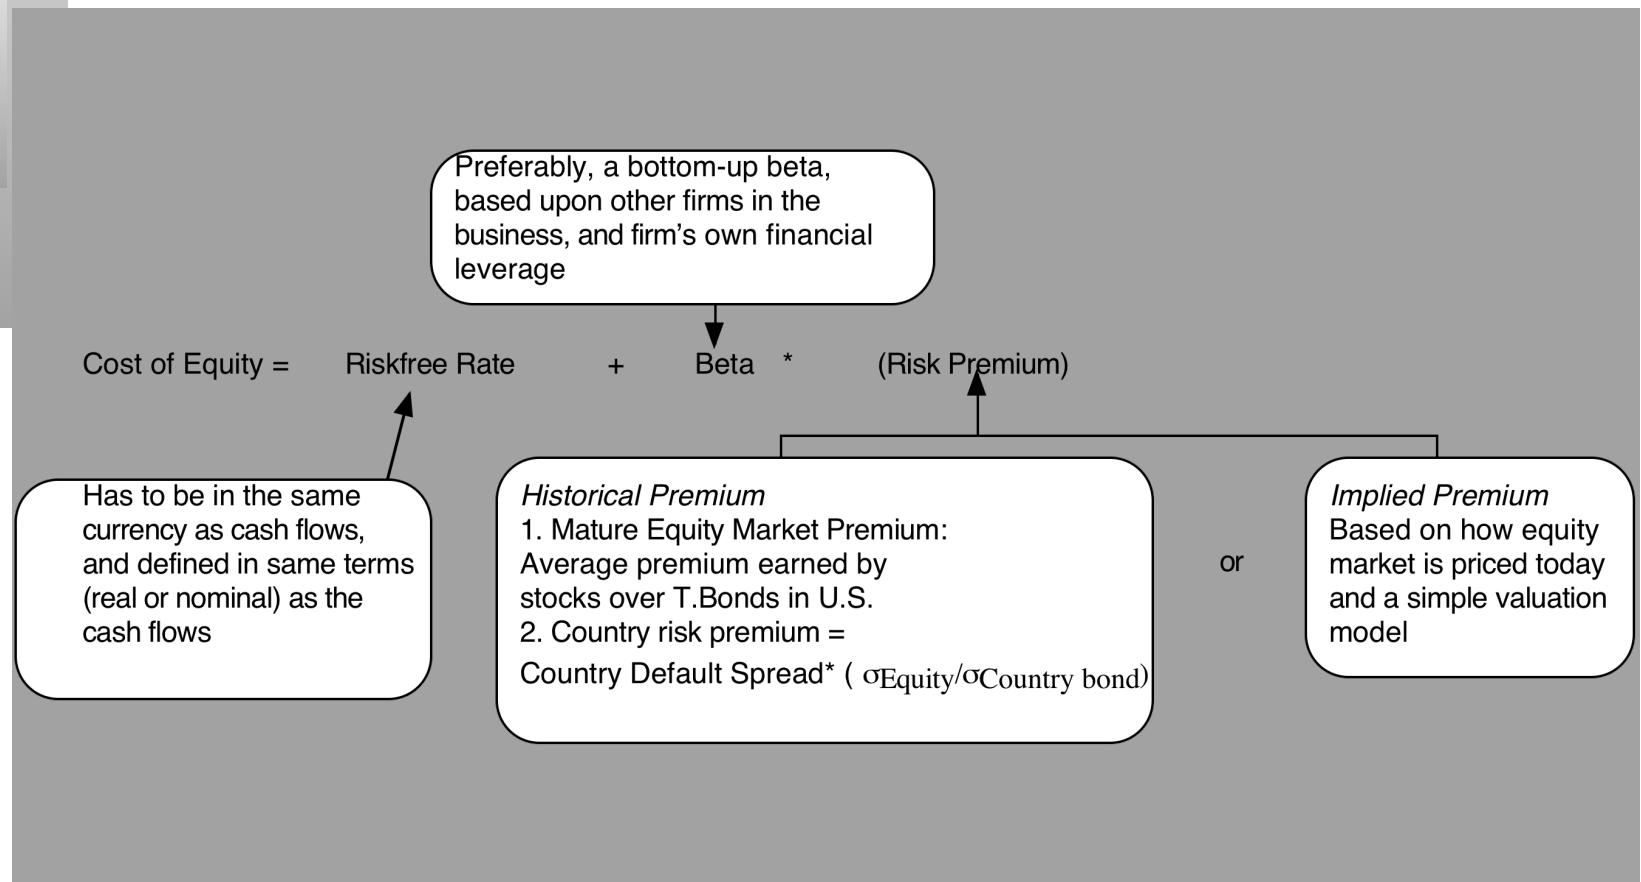 Preferably, a bottom-up beta,
based upon other firms in the
business, and firm’s own financial
leverage
Cost of Equity = Riskfree Rate + Beta * (Risk Premium)
Has to be in the same
currency as cash flows,
and defined in same terms
(real or nominal) as the
cash flows
Historical Premium
1. Mature Equity Market Premium:
Average premium earned by
stocks over T.Bonds in U.S.
2. Country risk premium =
Country Default Spread* ( σEquity/σCountry bond)
or
Implied Premium
Based on how equity
market is priced today
and a simple valuation
model